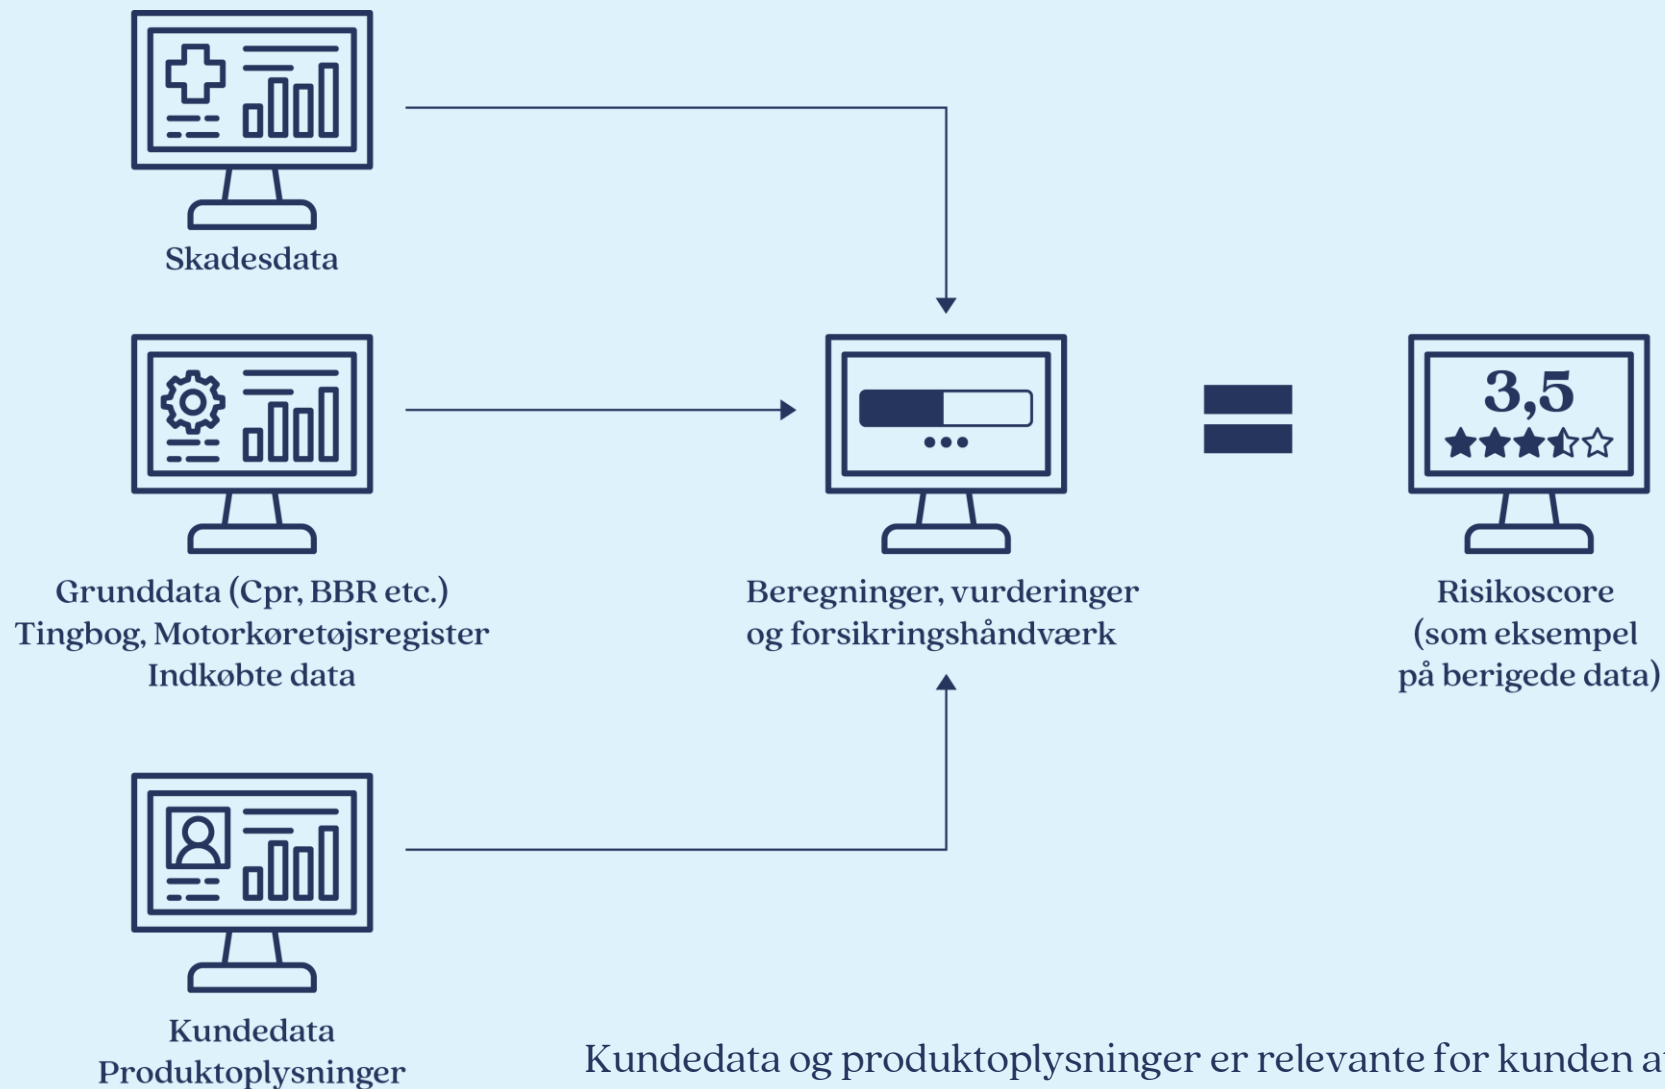 Skadesdata
Grunddata (Cpr, BBR etc.)
Tingbog, Motorkøretøjsregister
Indkøbte data
Beregninger, vurderinger
og forsikringshåndværk
3,5
Risikoscore
(som eksempel
på berigede data)
Kundedata
Produktoplysninger
Kundedata og produktoplysninger er relevante for kunden at